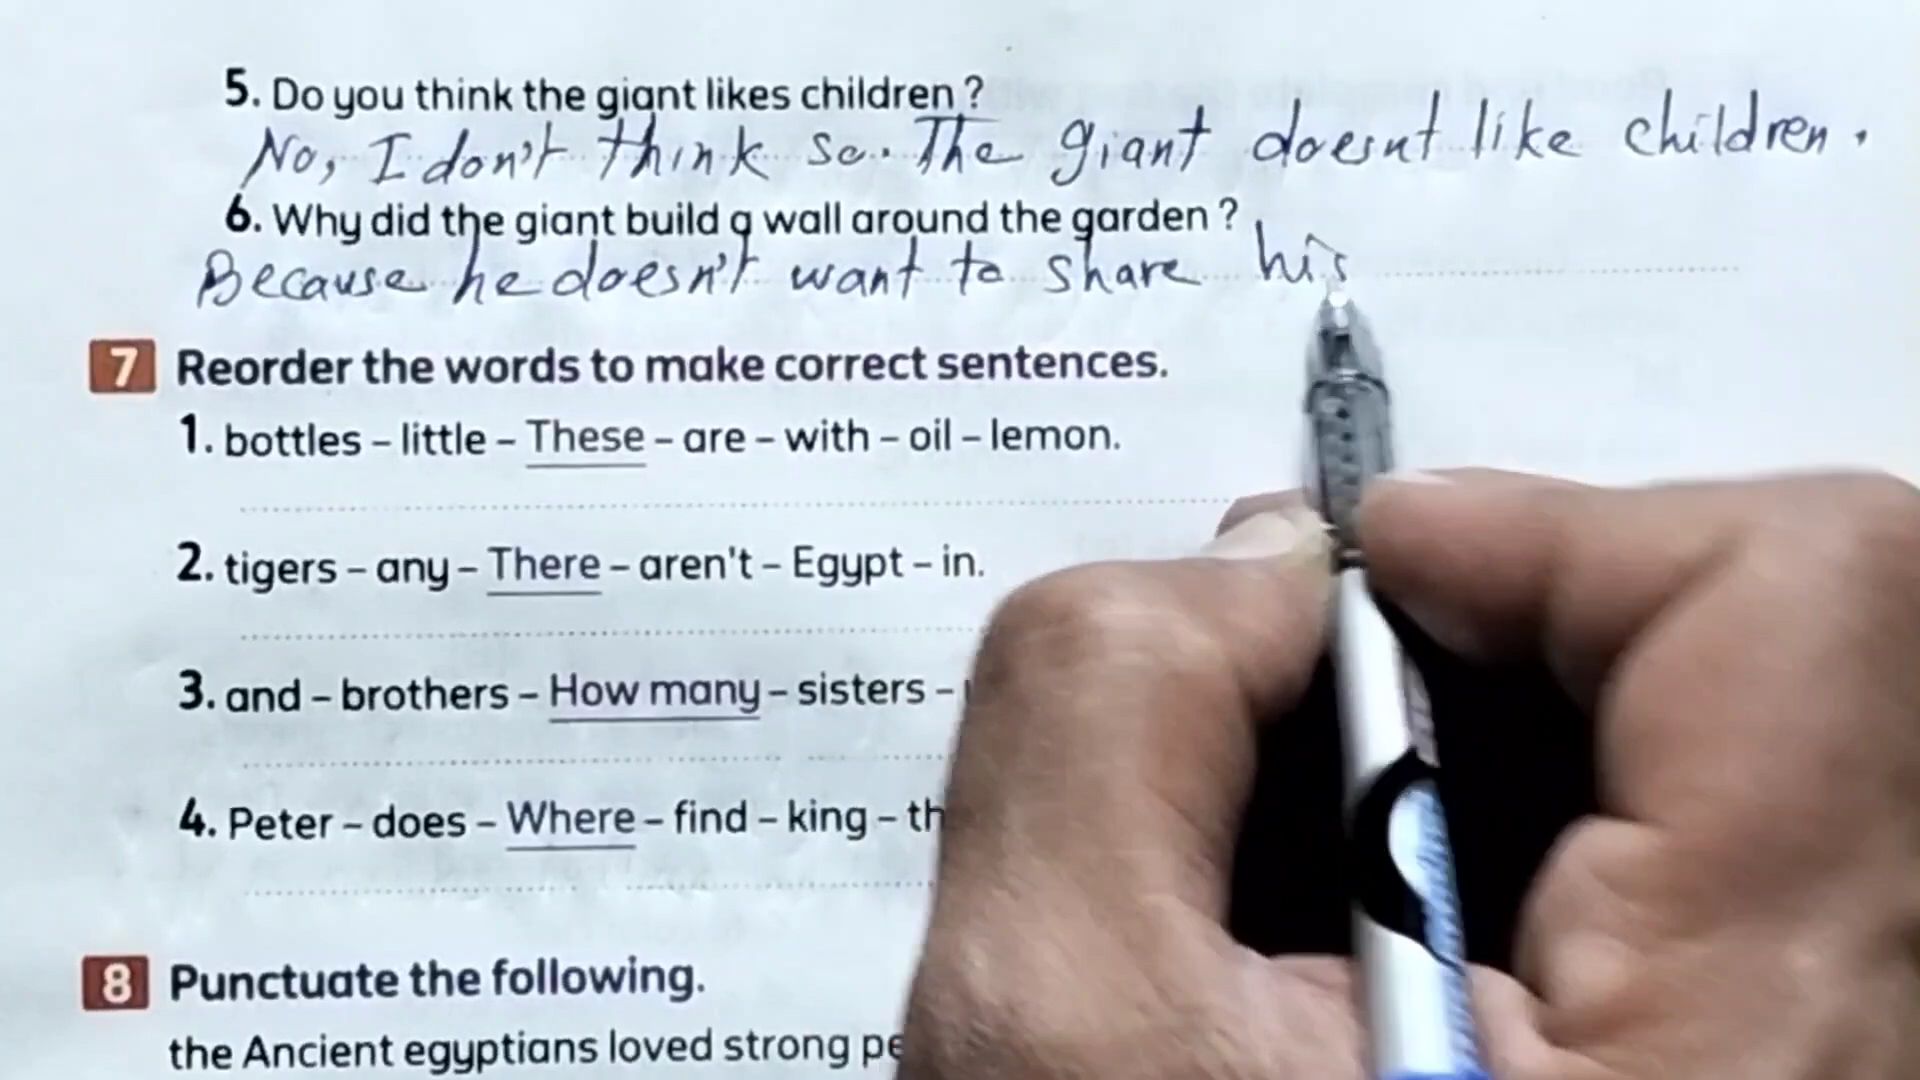 5. Do you think the giant likes children ?
No, I don't think so. The giant doesnt like children.
6. Why did the giant build a wall around the garden ?
Because he doesn't want to share his
7 Reorder the words to make correct sentences.
1. bottles – little – These – are – with – oil – lemon.
2. tigers – any – There – aren't – Egypt – in.
3. and – brothers – How many – sisters –
4. Peter – does – Where – find – king –
8 Punctuate the following.
the Ancient egyptians loved strong